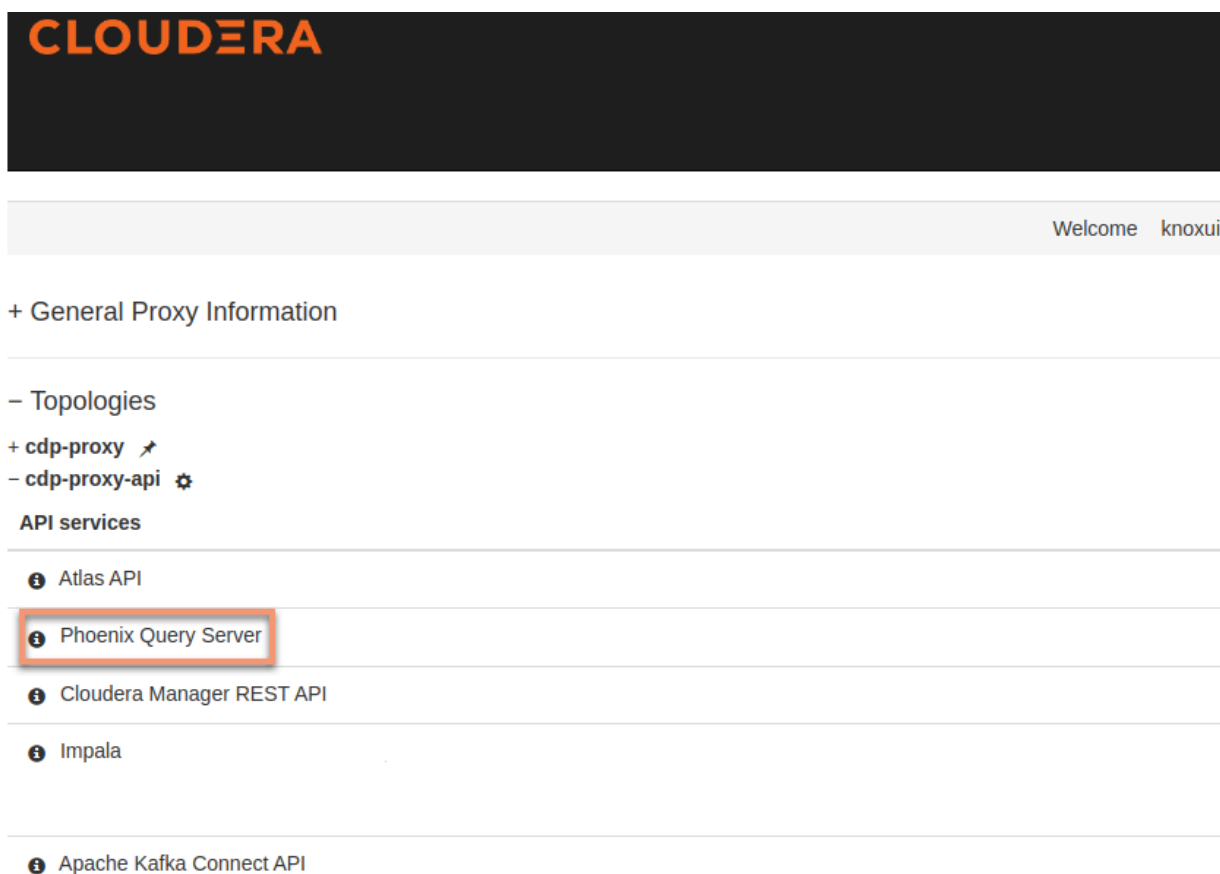 CLOUDERA
Welcome knoxui
+ General Proxy Information
− Topologies
+ cdp-proxy
− cdp-proxy-api
API services
Atlas API
Phoenix Query Server
Cloudera Manager REST API
Impala
Apache Kafka Connect API